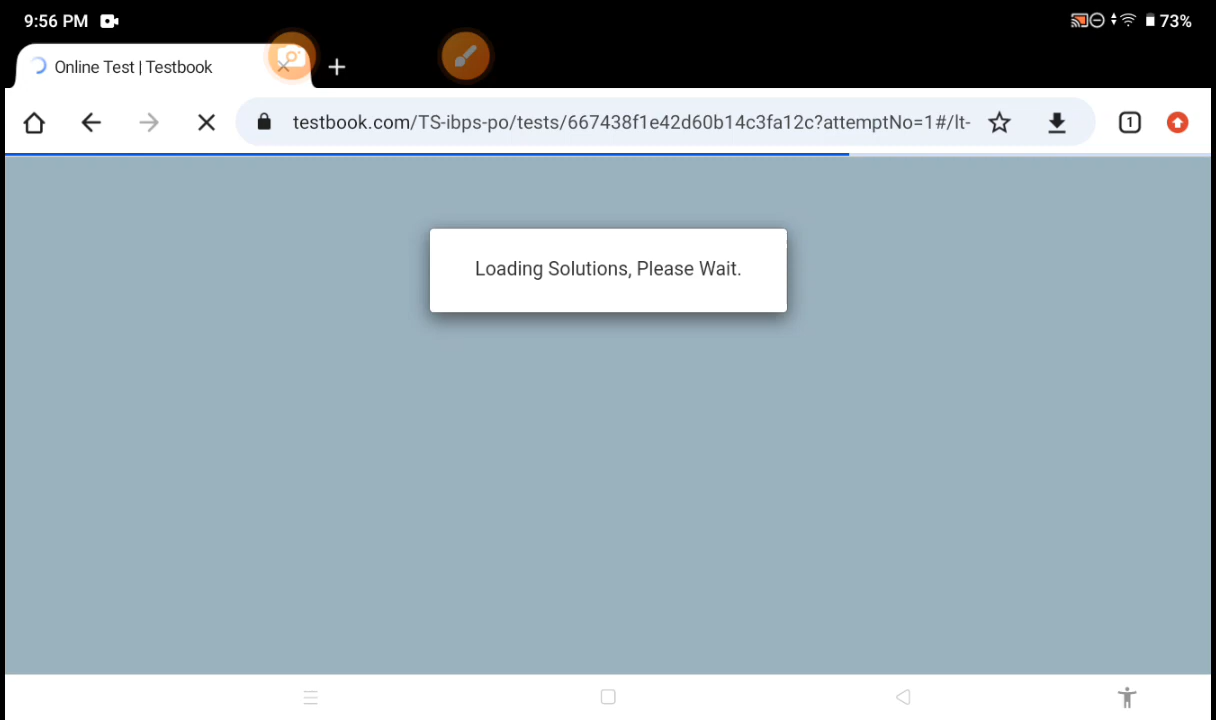 9:56 PM
73%
Online Test | Testbook
testbook.com/TS-ibps-po/tests/667438f1e42d60b14c3fa12c?attemptNo=1#/lt-
1
Loading Solutions, Please Wait.